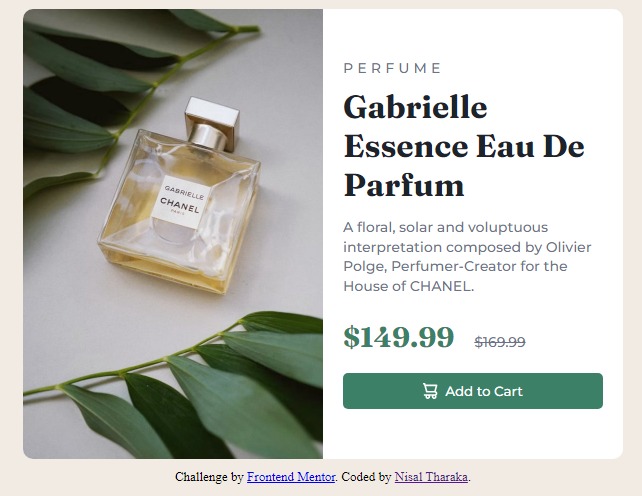 GABRIELLE
CHANEL
PARIS
PERFUME
Gabrielle
Essence Eau De
Parfum
A floral, solar and voluptuous
interpretation composed by Olivier
Polge, Perfumer-Creator for the
House of CHANEL.
$149.99 $169.99
Add to Cart
Challenge by Frontend Mentor. Coded by Nisal Tharaka.